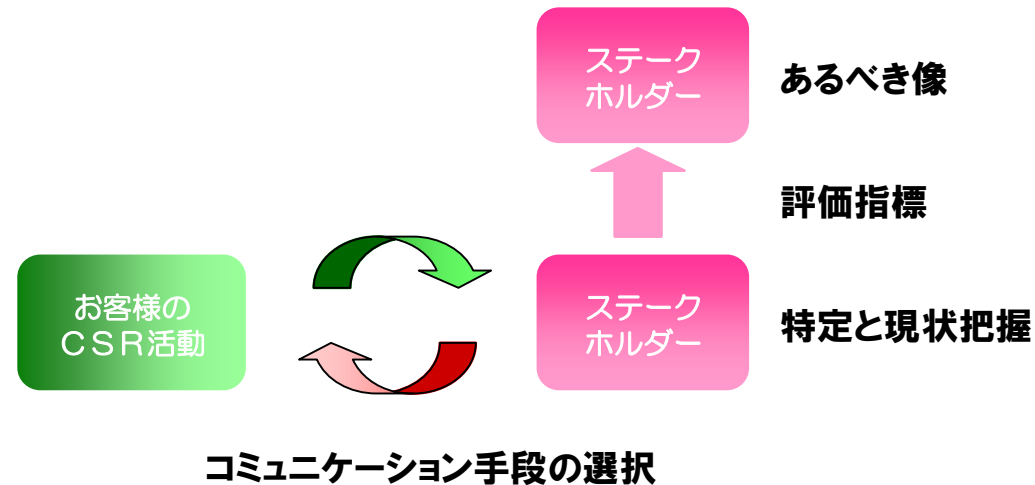 ステーク
ホルダー
あるべき像
評価指標
お客様の
ＣＳＲ活動
ステーク
ホルダー
特定と現状把握
コミュニケーション手段の選択